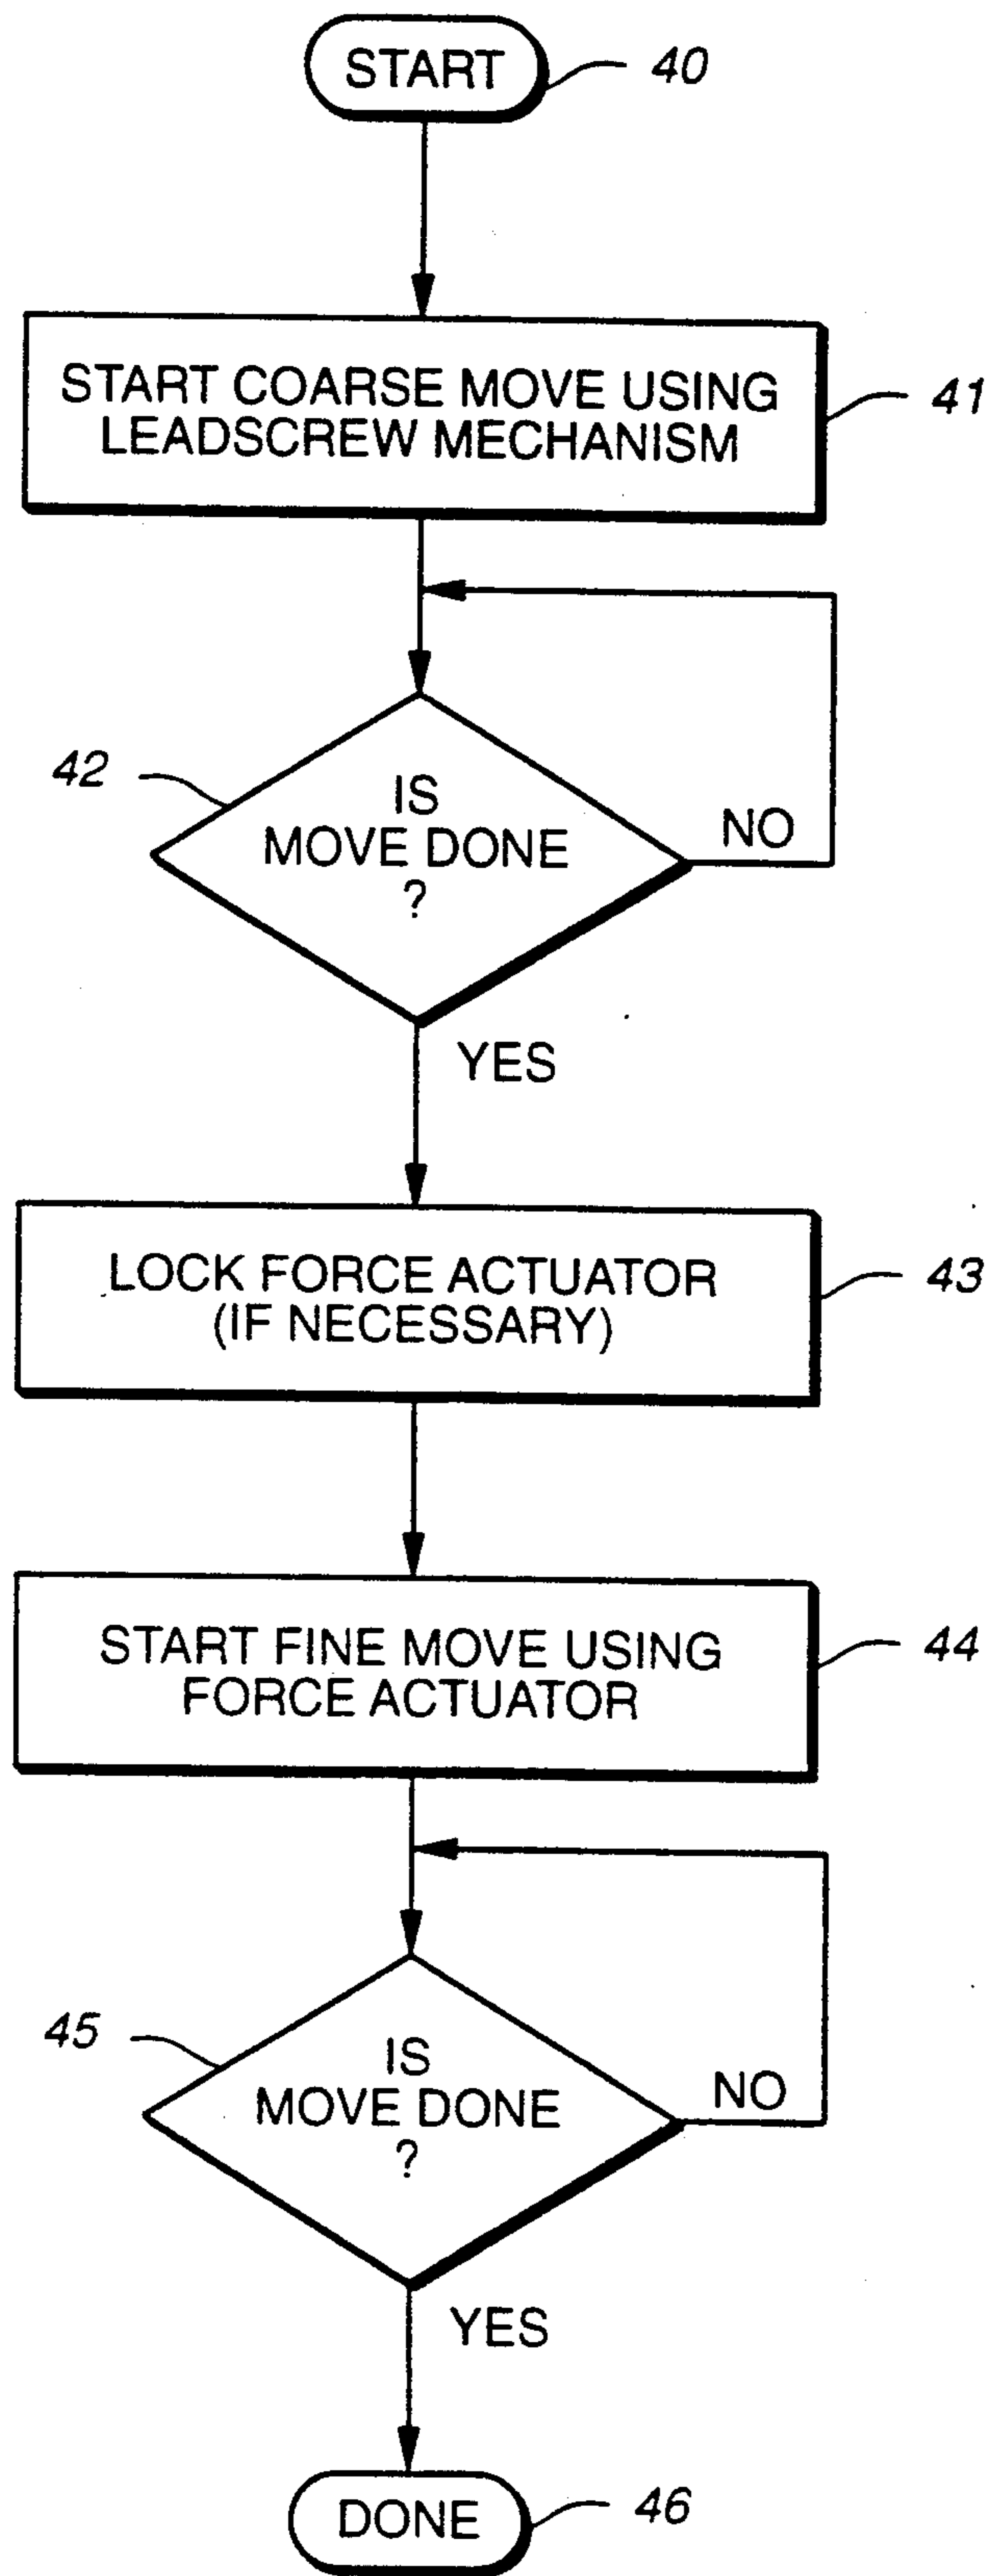 START
40
START COARSE MOVE USING
LEADSCREW MECHANISM
41
42
IS
MOVE DONE
?
NO
YES
LOCK FORCE ACTUATOR
(IF NECESSARY)
43
START FINE MOVE USING
FORCE ACTUATOR
44
45
IS
MOVE DONE
?
NO
YES
DONE
46